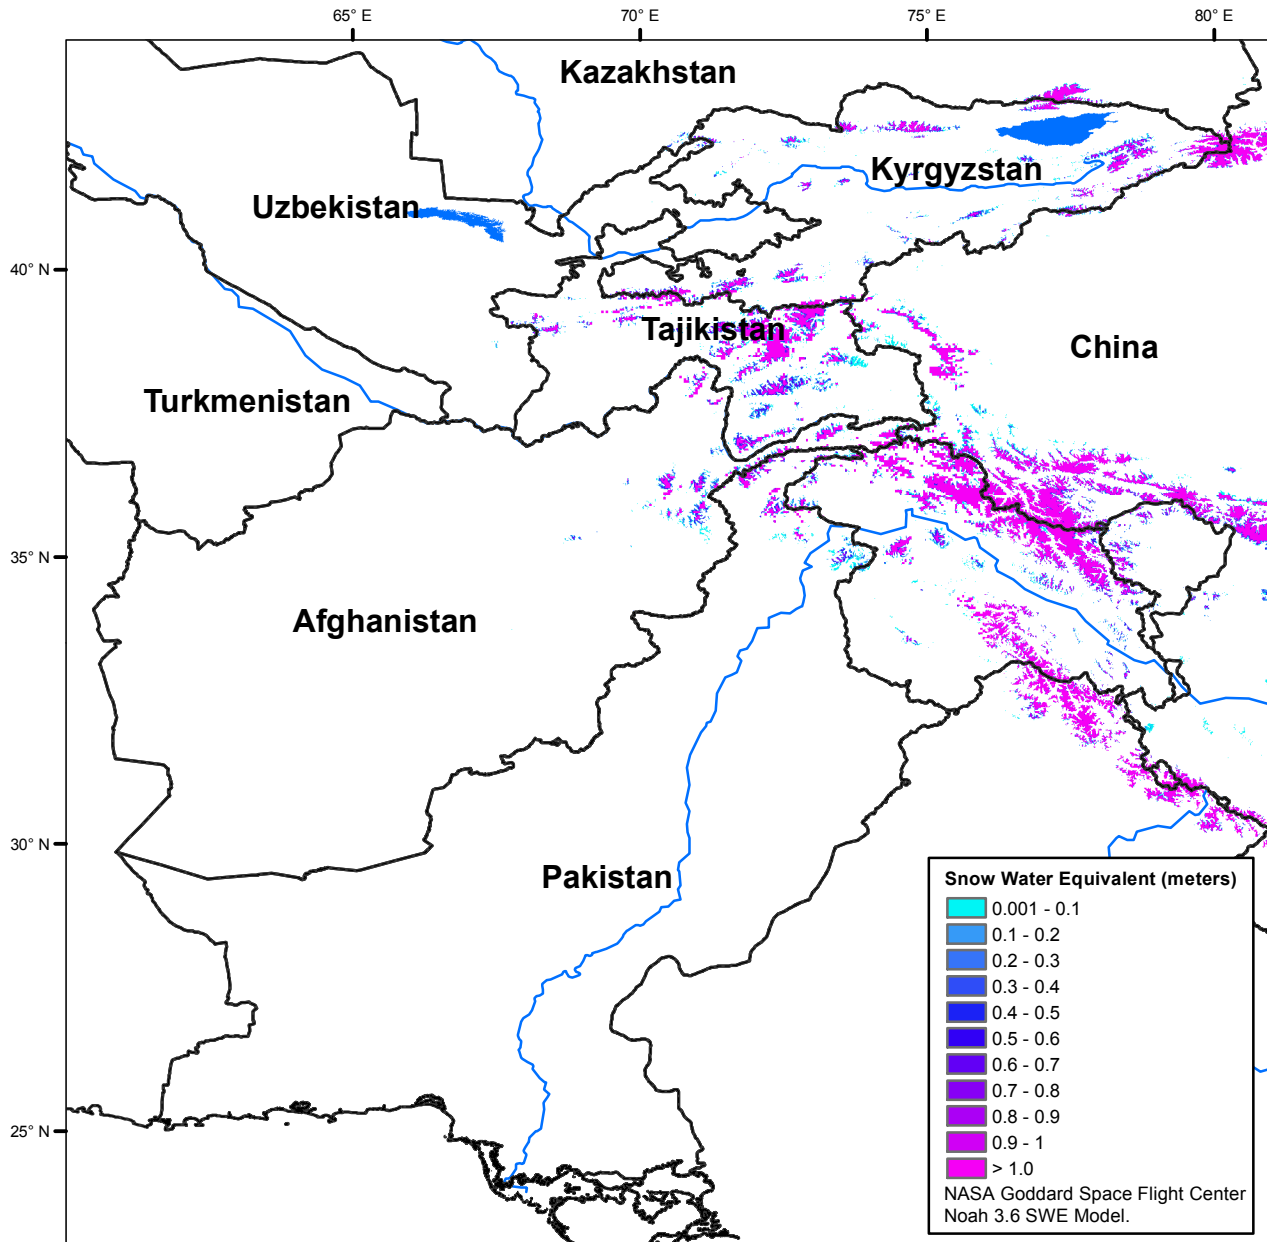 65° E
70° E
75° E
80° E
Kazakhstan
Kyrgyzstan
Uzbekistan
40° N
Tajikistan
China
Turkmenistan
35° N
Afghanistan
30° N
Pakistan
25° N
Snow Water Equivalent (meters)
0.001 - 0.1
0.1 - 0.2
0.2 - 0.3
0.3 - 0.4
0.4 - 0.5
0.5 - 0.6
0.6 - 0.7
0.7 - 0.8
0.8 - 0.9
0.9 - 1
> 1.0
NASA Goddard Space Flight Center
Noah 3.6 SWE Model.